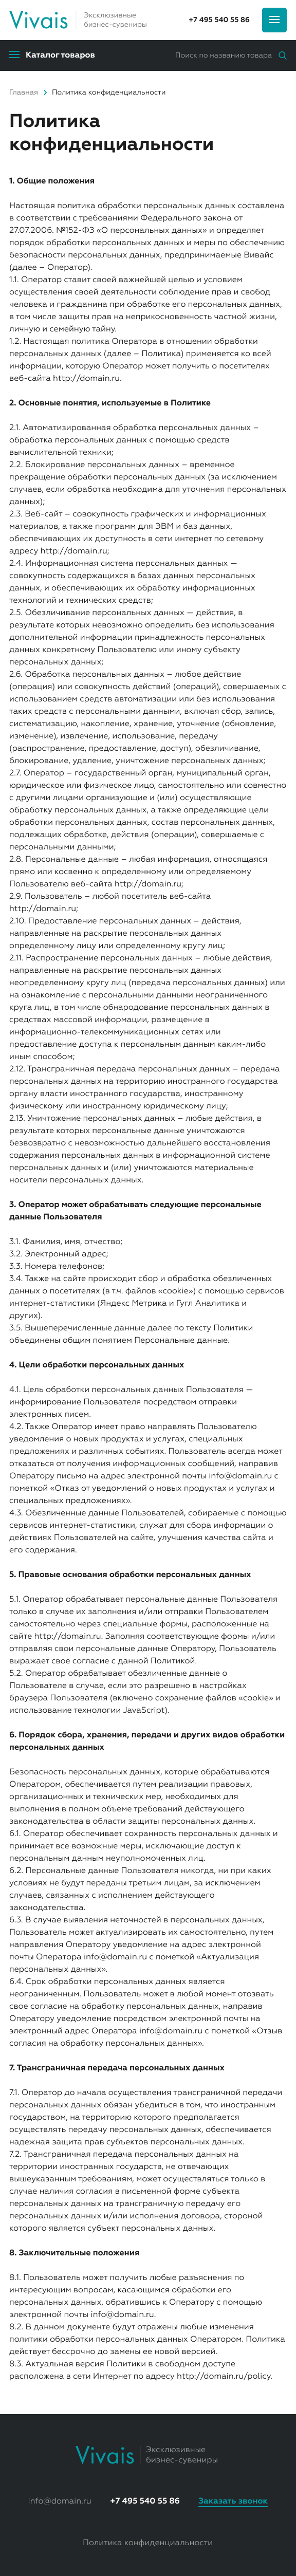 Vivais
Эксклюзивные
бизнес-сувениры
+7 495 540 55 86
Каталог товаров
Поиск по названию товара
Главная
Политика конфиденциальности
Политика
конфиденциальности
1. Общие положения
Настоящая политика обработки персональных данных составлена
в соответствии с требованиями Федерального закона от
27.07.2006. №152-ФЗ «О персональных данных» и определяет
порядок обработки персональных данных и меры по обеспечению
безопасности персональных данных, предпринимаемые Вивайс
(далее – Оператор).
1.1. Оператор ставит своей важнейшей целью и условием
осуществления своей деятельности соблюдение прав и свобод
человека и гражданина при обработке его персональных данных,
в том числе защиты прав на неприкосновенность частной жизни,
личную и семейную тайну.
1.2. Настоящая политика Оператора в отношении обработки
персональных данных (далее – Политика) применяется ко всей
информации, которую Оператор может получить о посетителях
веб-сайта http://domain.ru.
2. Основные понятия, используемые в Политике
2.1. Автоматизированная обработка персональных данных –
обработка персональных данных с помощью средств
вычислительной техники;
2.2. Блокирование персональных данных – временное
прекращение обработки персональных данных (за исключением
случаев, если обработка необходима для уточнения персональных
данных);
2.3. Веб-сайт – совокупность графических и информационных
материалов, а также программ для ЭВМ и баз данных,
обеспечивающих их доступность в сети интернет по сетевому
адресу http://domain.ru;
2.4. Информационная система персональных данных —
совокупность содержащихся в базах данных персональных
данных, и обеспечивающих их обработку информационных
технологий и технических средств;
2.5. Обезличивание персональных данных — действия, в
результате которых невозможно определить без использования
дополнительной информации принадлежность персональных
данных конкретному Пользователю или иному субъекту
персональных данных;
2.6. Обработка персональных данных – любое действие
(операция) или совокупность действий (операций), совершаемых с
использованием средств автоматизации или без использования
таких средств с персональными данными, включая сбор, запись,
систематизацию, накопление, хранение, уточнение (обновление,
изменение), извлечение, использование, передачу
(распространение, предоставление, доступ), обезличивание,
блокирование, удаление, уничтожение персональных данных;
2.7. Оператор – государственный орган, муниципальный орган,
юридическое или физическое лицо, самостоятельно или совместно
с другими лицами организующие и (или) осуществляющие
обработку персональных данных, а также определяющие цели
обработки персональных данных, состав персональных данных,
подлежащих обработке, действия (операции), совершаемые с
персональными данными;
2.8. Персональные данные – любая информация, относящаяся
прямо или косвенно к определенному или определяемому
Пользователю веб-сайта http://domain.ru;
2.9. Пользователь – любой посетитель веб-сайта
http://domain.ru;
2.10. Предоставление персональных данных – действия,
направленные на раскрытие персональных данных
определенному лицу или определенному кругу лиц;
2.11. Распространение персональных данных – любые действия,
направленные на раскрытие персональных данных
неопределенному кругу лиц (передача персональных данных) или
на ознакомление с персональными данными неограниченного
круга лиц, в том числе обнародование персональных данных в
средствах массовой информации, размещение в
информационно-телекоммуникационных сетях или
предоставление доступа к персональным данным каким-либо
иным способом;
2.12. Трансграничная передача персональных данных – передача
персональных данных на территорию иностранного государства
органу власти иностранного государства, иностранному
физическому или иностранному юридическому лицу;
2.13. Уничтожение персональных данных – любые действия, в
результате которых персональные данные уничтожаются
безвозвратно с невозможностью дальнейшего восстановления
содержания персональных данных в информационной системе
персональных данных и (или) уничтожаются материальные
носители персональных данных.
3. Оператор может обрабатывать следующие персональные
данные Пользователя
3.1. Фамилия, имя, отчество;
3.2. Электронный адрес;
3.3. Номера телефонов;
3.4. Также на сайте происходит сбор и обработка обезличенных
данных о посетителях (в т.ч. файлов «cookie») с помощью сервисов
интернет-статистики (Яндекс Метрика и Гугл Аналитика и
других).
3.5. Вышеперечисленные данные далее по тексту Политики
объединены общим понятием Персональные данные.
4. Цели обработки персональных данных
4.1. Цель обработки персональных данных Пользователя —
информирование Пользователя посредством отправки
электронных писем.
4.2. Также Оператор имеет право направлять Пользователю
уведомления о новых продуктах и услугах, специальных
предложениях и различных событиях. Пользователь всегда может
отказаться от получения информационных сообщений, направив
Оператору письмо на адрес электронной почты info@domain.ru с
пометкой «Отказ от уведомлений о новых продуктах и услугах и
специальных предложениях».
4.3. Обезличенные данные Пользователей, собираемые с помощью
сервисов интернет-статистики, служат для сбора информации о
действиях Пользователей на сайте, улучшения качества сайта и
его содержания.
5. Правовые основания обработки персональных данных
5.1. Оператор обрабатывает персональные данные Пользователя
только в случае их заполнения и/или отправки Пользователем
самостоятельно через специальные формы, расположенные на
сайте http://domain.ru. Заполняя соответствующие формы и/или
отправляя свои персональные данные Оператору, Пользователь
выражает свое согласие с данной Политикой.
5.2. Оператор обрабатывает обезличенные данные о
Пользователе в случае, если это разрешено в настройках
браузера Пользователя (включено сохранение файлов «cookie» и
использование технологии JavaScript).
6. Порядок сбора, хранения, передачи и других видов обработки
персональных данных
Безопасность персональных данных, которые обрабатываются
Оператором, обеспечивается путем реализации правовых,
организационных и технических мер, необходимых для
выполнения в полном объеме требований действующего
законодательства в области защиты персональных данных.
6.1. Оператор обеспечивает сохранность персональных данных и
принимает все возможные меры, исключающие доступ к
персональным данным неуполномоченных лиц.
6.2. Персональные данные Пользователя никогда, ни при каких
условиях не будут переданы третьим лицам, за исключением
случаев, связанных с исполнением действующего
законодательства.
6.3. В случае выявления неточностей в персональных данных,
Пользователь может актуализировать их самостоятельно, путем
направления Оператору уведомление на адрес электронной
почты Оператора info@domain.ru с пометкой «Актуализация
персональных данных».
6.4. Срок обработки персональных данных является
неограниченным. Пользователь может в любой момент отозвать
свое согласие на обработку персональных данных, направив
Оператору уведомление посредством электронной почты на
электронный адрес Оператора info@domain.ru с пометкой «Отзыв
согласия на обработку персональных данных».
7. Трансграничная передача персональных данных
7.1. Оператор до начала осуществления трансграничной передачи
персональных данных обязан убедиться в том, что иностранным
государством, на территорию которого предполагается
осуществлять передачу персональных данных, обеспечивается
надежная защита прав субъектов персональных данных.
7.2. Трансграничная передача персональных данных на
территории иностранных государств, не отвечающих
вышеуказанным требованиям, может осуществляться только в
случае наличия согласия в письменной форме субъекта
персональных данных на трансграничную передачу его
персональных данных и/или исполнения договора, стороной
которого является субъект персональных данных.
8. Заключительные положения
8.1. Пользователь может получить любые разъяснения по
интересующим вопросам, касающимся обработки его
персональных данных, обратившись к Оператору с помощью
электронной почты info@domain.ru.
8.2. В данном документе будут отражены любые изменения
политики обработки персональных данных Оператором. Политика
действует бессрочно до замены ее новой версией.
8.3. Актуальная версия Политики в свободном доступе
расположена в сети Интернет по адресу http://domain.ru/policy.
Vivais
Эксклюзивные
бизнес-сувениры
info@domain.ru
+7 495 540 55 86
Заказать звонок
Политика конфиденциальности